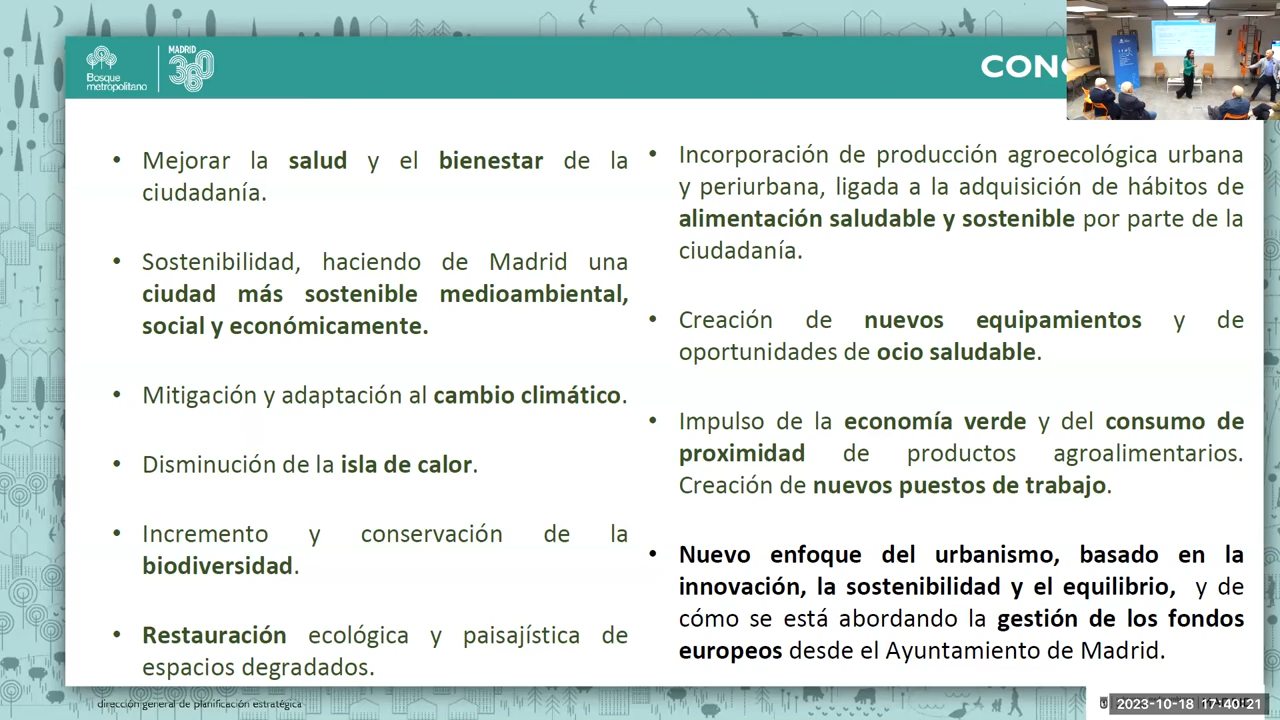 Bosque
metropolitano
MADRID
360
CON
• Mejorar la salud y el bienestar de la
ciudadanía.
• Sostenibilidad, haciendo de Madrid una
ciudad más sostenible medioambiental,
social y económicamente.
• Mitigación y adaptación al cambio climático.
• Disminución de la isla de calor.
• Incremento y conservación de la
biodiversidad.
• Restauración ecológica y paisajística de
espacios degradados.
• Incorporación de producción agroecológica urbana
y periurbana, ligada a la adquisición de hábitos de
alimentación saludable y sostenible por parte de la
ciudadanía.
• Creación de nuevos equipamientos y de
oportunidades de ocio saludable.
• Impulso de la economía verde y del consumo de
proximidad de productos agroalimentarios.
Creación de nuevos puestos de trabajo.
• Nuevo enfoque del urbanismo, basado en la
innovación, la sostenibilidad y el equilibrio, y de
cómo se está abordando la gestión de los fondos
europeos desde el Ayuntamiento de Madrid.
dirección general de planificación estratégica
2023-10-18 17:40:21